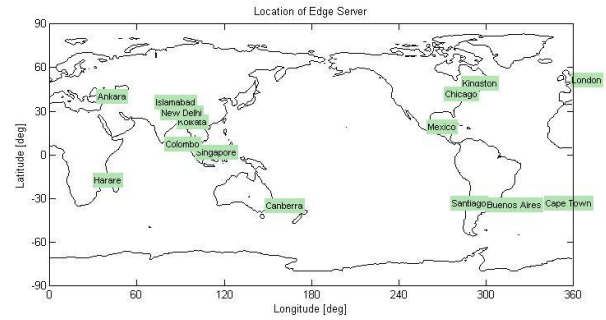 Location of Edge Server
90
60
30
0
-30
-60
-90
Latitude [deg]
London
Kingston
Ankara
Chicago
Islamabad
New Delhi
Kolkata
Mexico
Colombo
Singapore
Harare
Canberra
Santiago
Buenos Aires
Cape Town
0
60
120
180
240
300
360
Longitude [deg]